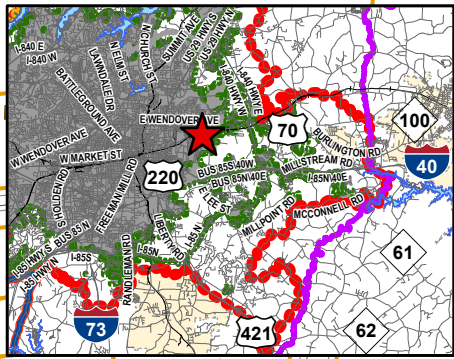 I-840 E
I-840 W
LAWNDALE DR
N ELM ST
N CHURCH ST
SUMMIT AVE
US 29 HWY S
US 29 HWY N
I-840 HWY W
I-840 HWY E
BATTLEGROUND AVE
E WENDOVER AVE
W WENDOVER AVE
W MARKET ST
70
100
BURLINGTON RD
40
220
BUS 85S/40W
MILLSTREAM RD
BUS 85N/40E
I-85N/40E
E LEE ST
S HOLDEN RD
FREEMAN MILL RD
MILLPOINT RD
MCCONNELL RD
BUS 85 N
I-85 HWY S
I-85 HWY N
I-85S
RANDLEMAN RD
I-85N
LIBERTY RD
I-85 N
61
73
421
62